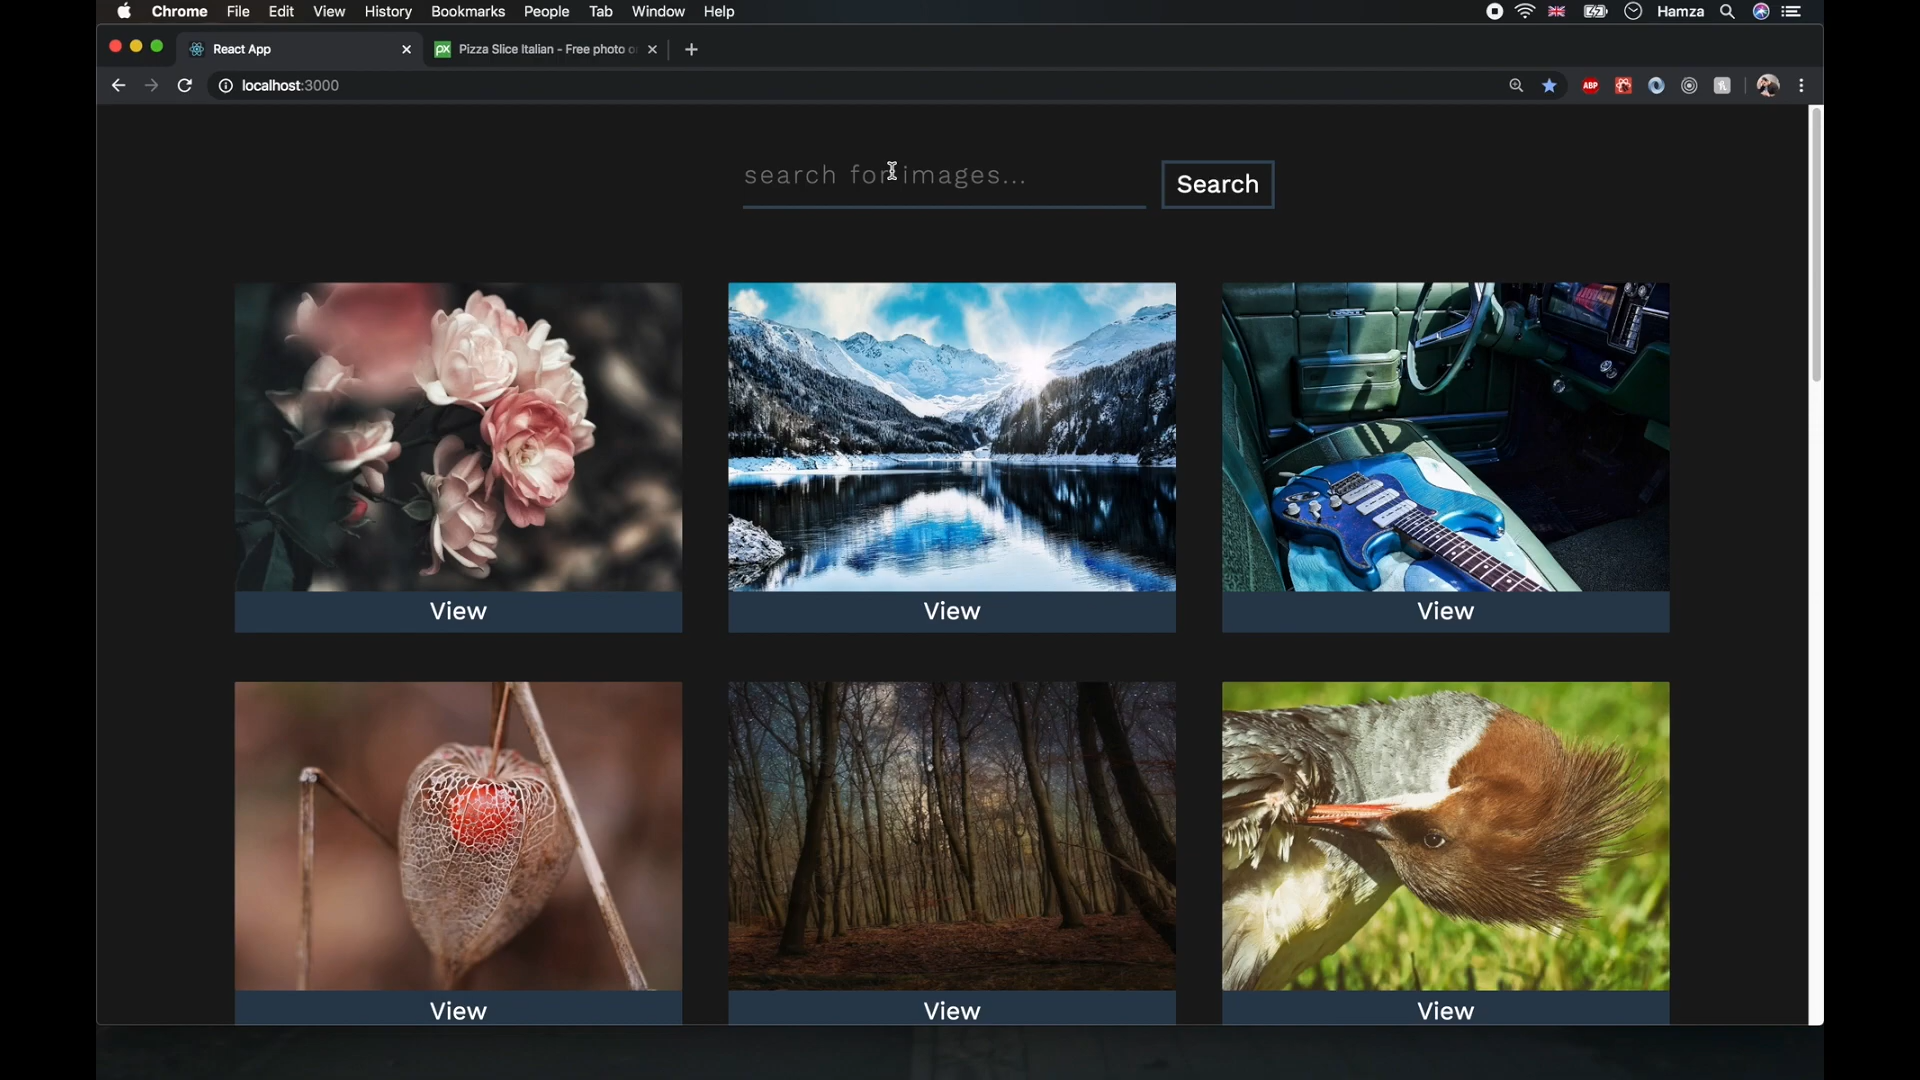 Chrome File Edit View History Bookmarks People Tab Window Help Hamza
React App Pizza Slice Italian - Free photo o
localhost:3000 ABP
search for images... Search
View View View
View View View